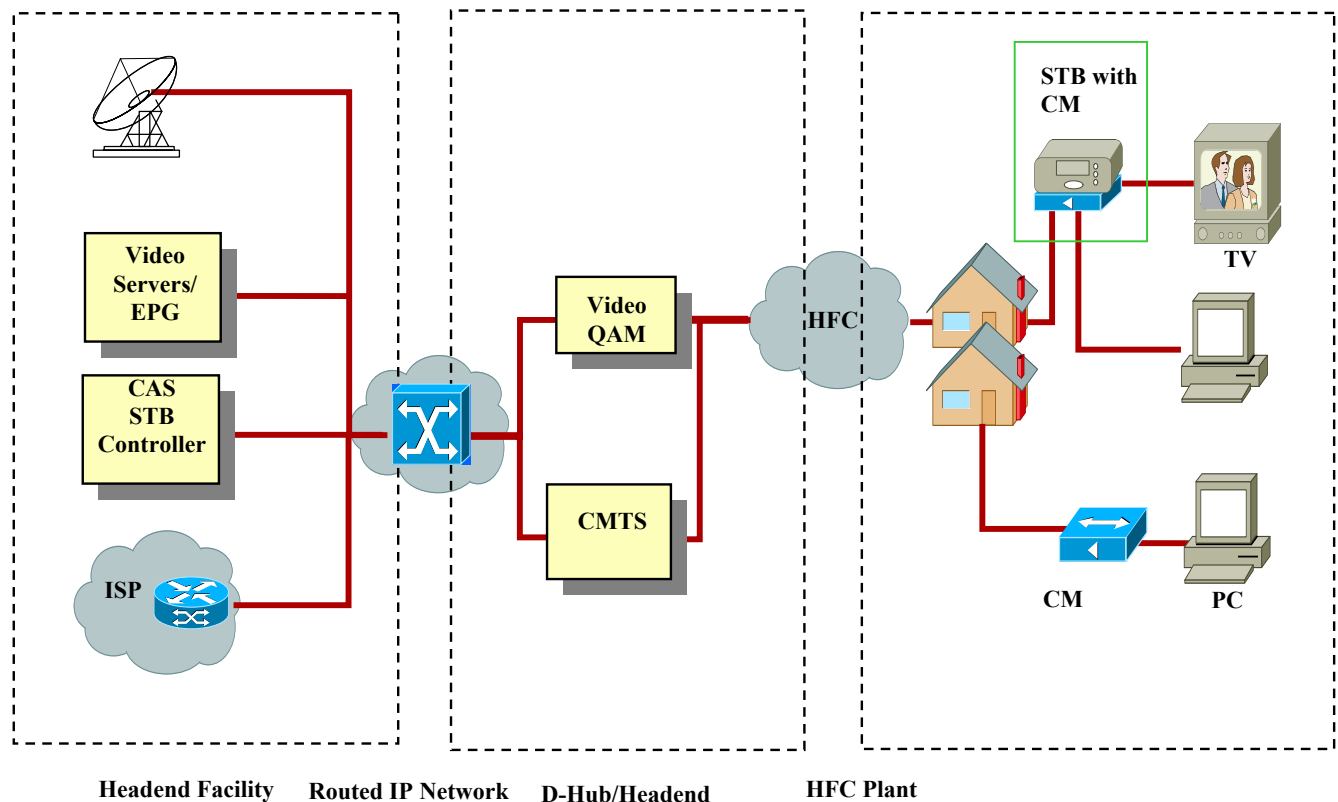 STB with
CM
TV
Video
Servers/
EPG
Video
QAM
HFC
CAS
STB
Controller
CMTS
ISP
CM
PC
Headend Facility
Routed IP Network
D-Hub/Headend
HFC Plant